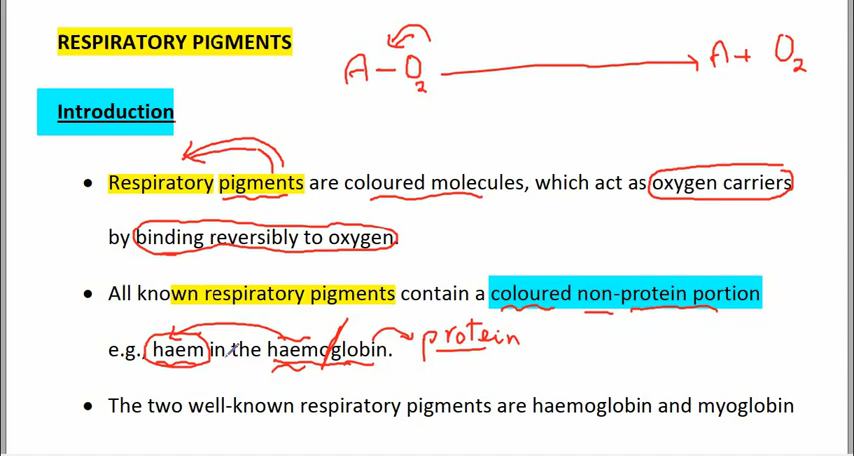 RESPIRATORY PIGMENTS
A - O2 → A + O2
Introduction
• Respiratory pigments are coloured molecules, which act as oxygen carriers
by binding reversibly to oxygen.
• All known respiratory pigments contain a coloured non-protein portion
e.g., haem in the haemoglobin. protein
• The two well-known respiratory pigments are haemoglobin and myoglobin